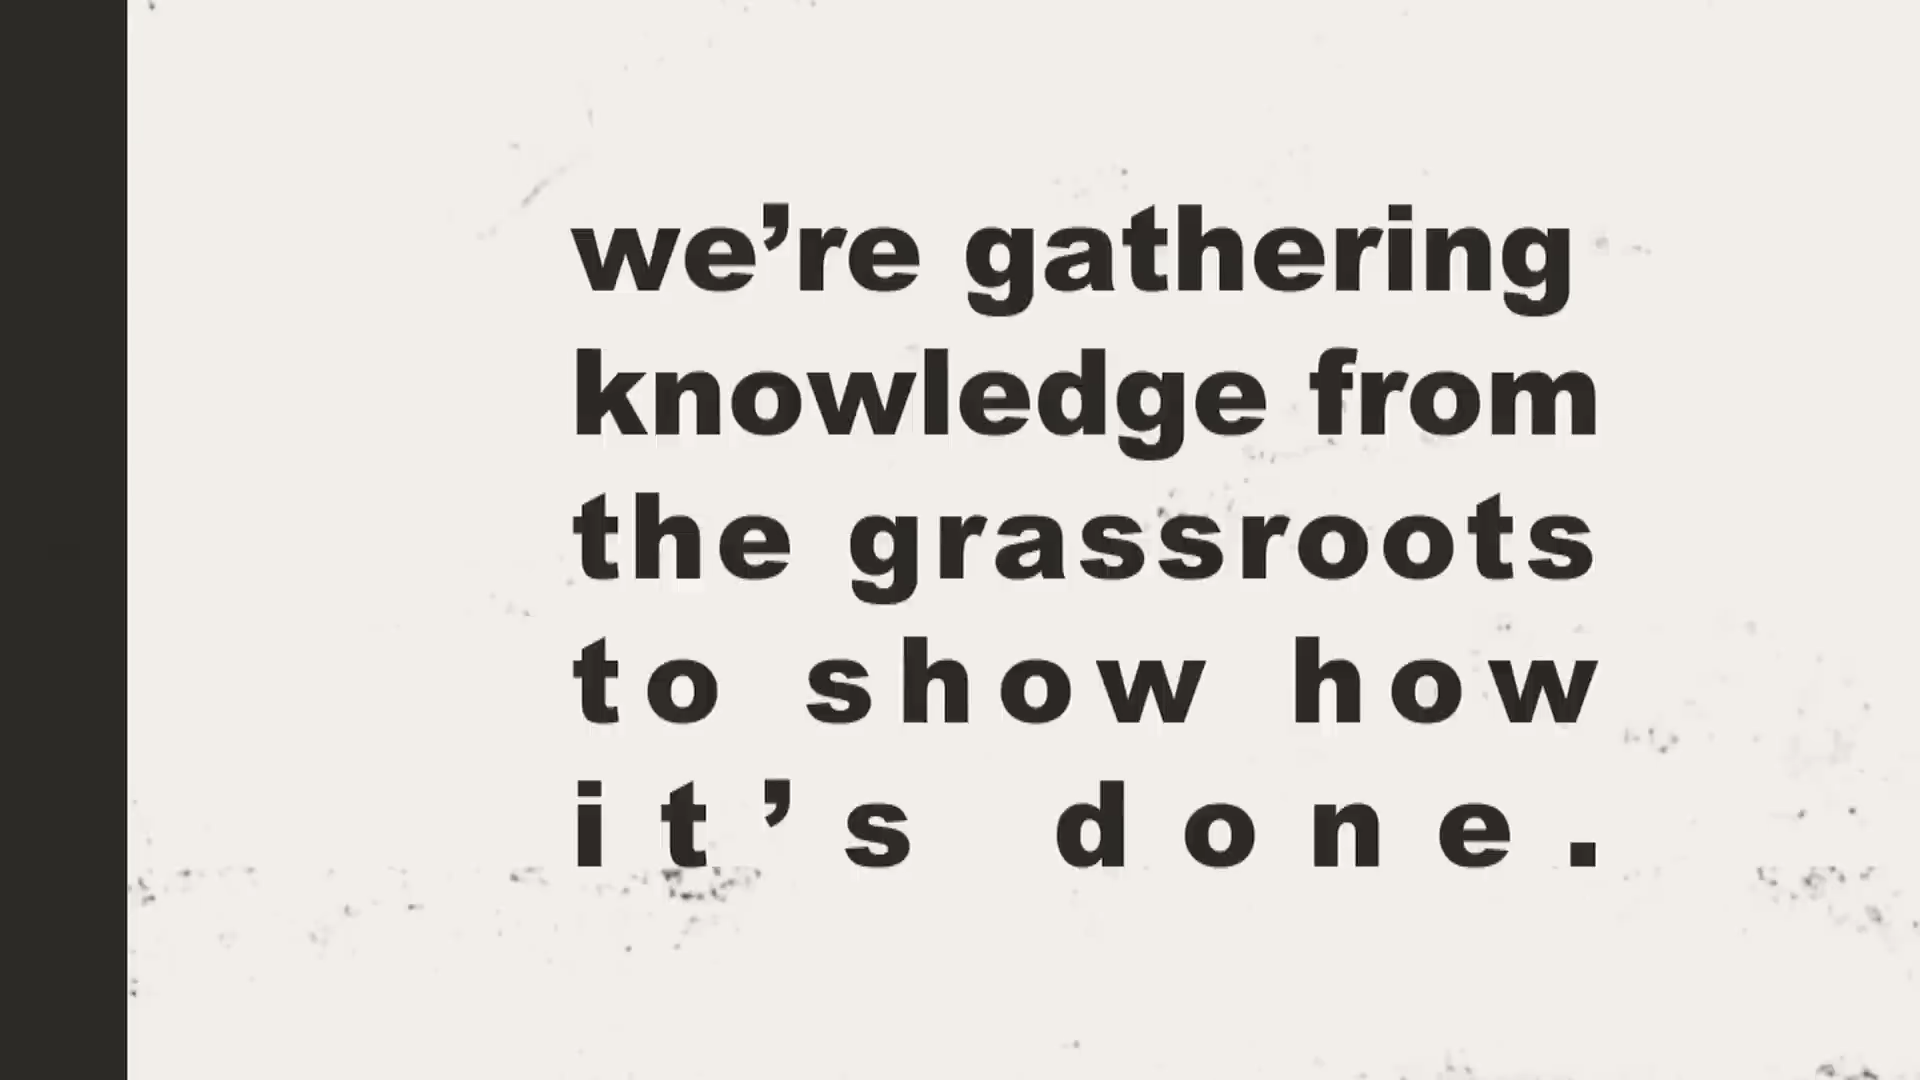 we’re gathering
knowledge from
the grassroots
to show how
it’s done.